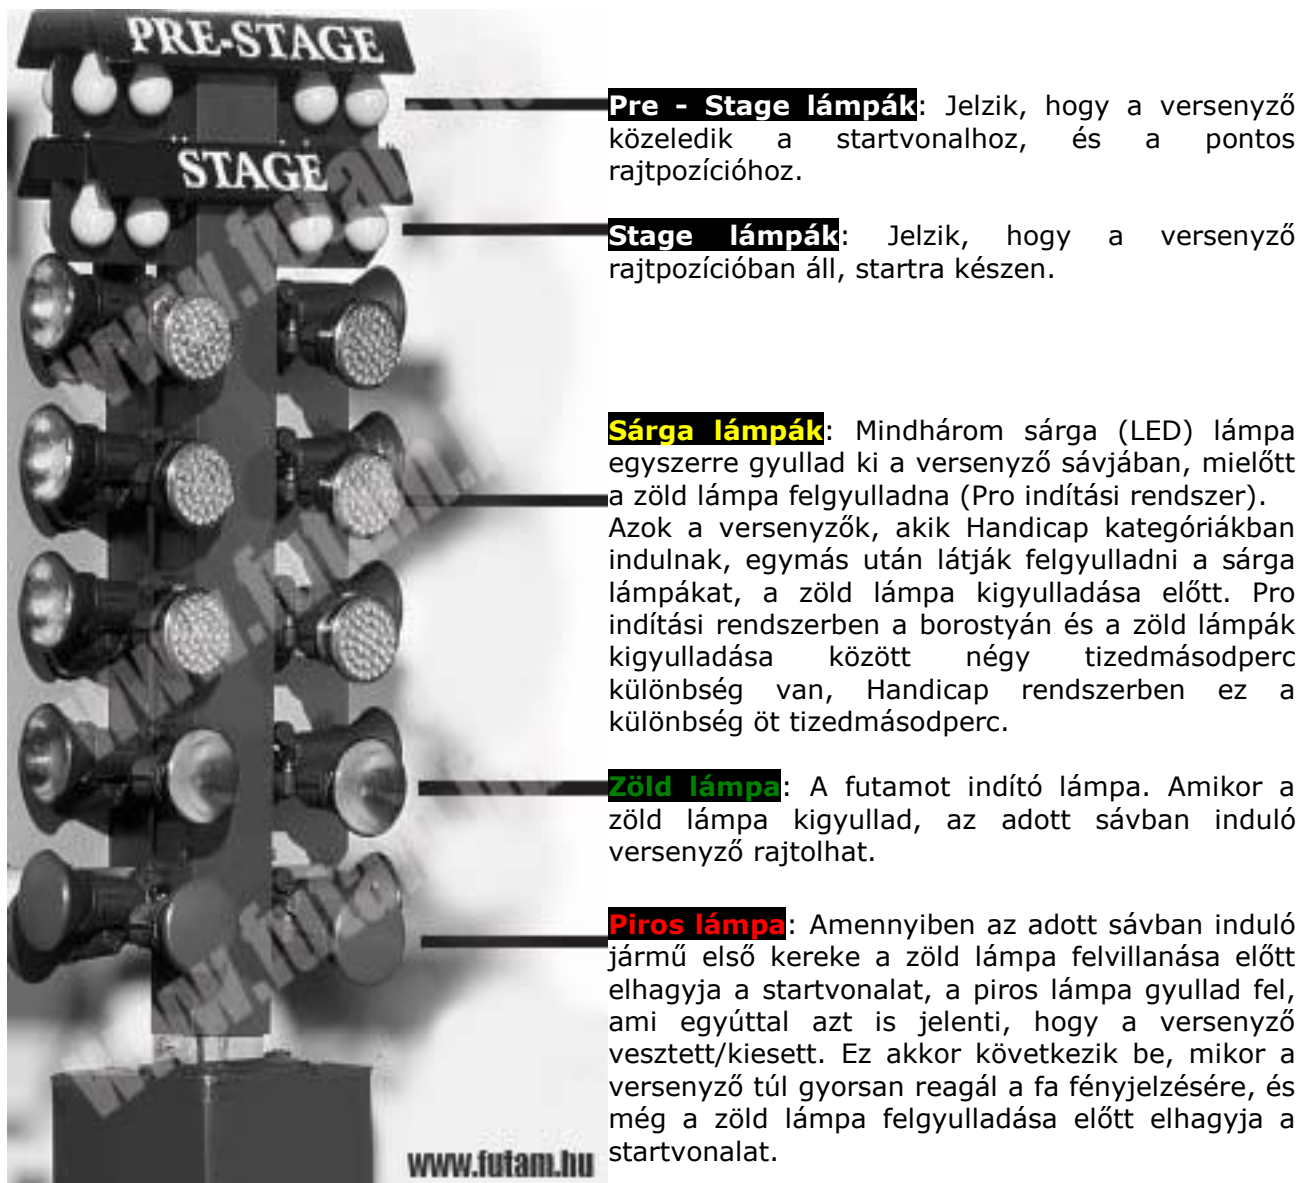 PRE-STAGE
STAGE
Pre - Stage lámpák: Jelzik, hogy a versenyző
közeledik a startvonalhoz, és a pontos
rajtpozícióhoz.
Stage lámpák: Jelzik, hogy a versenyző
rajtpozícióban áll, startra készen.
Sárga lámpák: Mindhárom sárga (LED) lámpa
egyszerre gyullad ki a versenyző sávjában, mielőtt
a zöld lámpa felgyulladna (Pro indítási rendszer).
Azok a versenyzők, akik Handicap kategóriákban
indulnak, egymás után látják felgyulladni a sárga
lámpákat, a zöld lámpa kigyulladása előtt. Pro
indítási rendszerben a borostyán és a zöld lámpák
kigyulladása között négy tizedmásodperc
különbség van, Handicap rendszerben ez a
különbség öt tizedmásodperc.
Zöld lámpa: A futamot indító lámpa. Amikor a
zöld lámpa kigyullad, az adott sávban induló
versenyző rajtolhat.
Piros lámpa: Amennyiben az adott sávban induló
jármű első kereke a zöld lámpa felvillanása előtt
elhagyja a startvonalat, a piros lámpa gyullad fel,
ami egyúttal azt is jelenti, hogy a versenyző
vesztett/kiesett. Ez akkor következik be, mikor a
versenyző túl gyorsan reagál a fa fényjelzésére, és
még a zöld lámpa felgyulladása előtt elhagyja a
startvonalat.
www.futam.hu